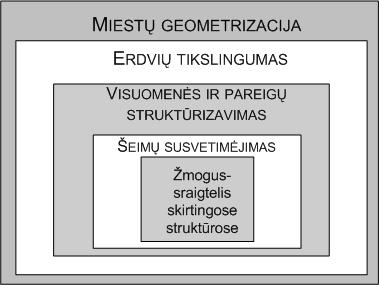 MIESTŲ GEOMETRIZACIJA
ERDVIŲ TIKSLINGUMAS
VISUOMENĖS IR PAREIGŲ
STRUKTŪRIZAVIMAS
ŠEIMŲ SUSVETIMĖJIMAS
Žmogus-
sraigtelis
skirtingose
struktūrose